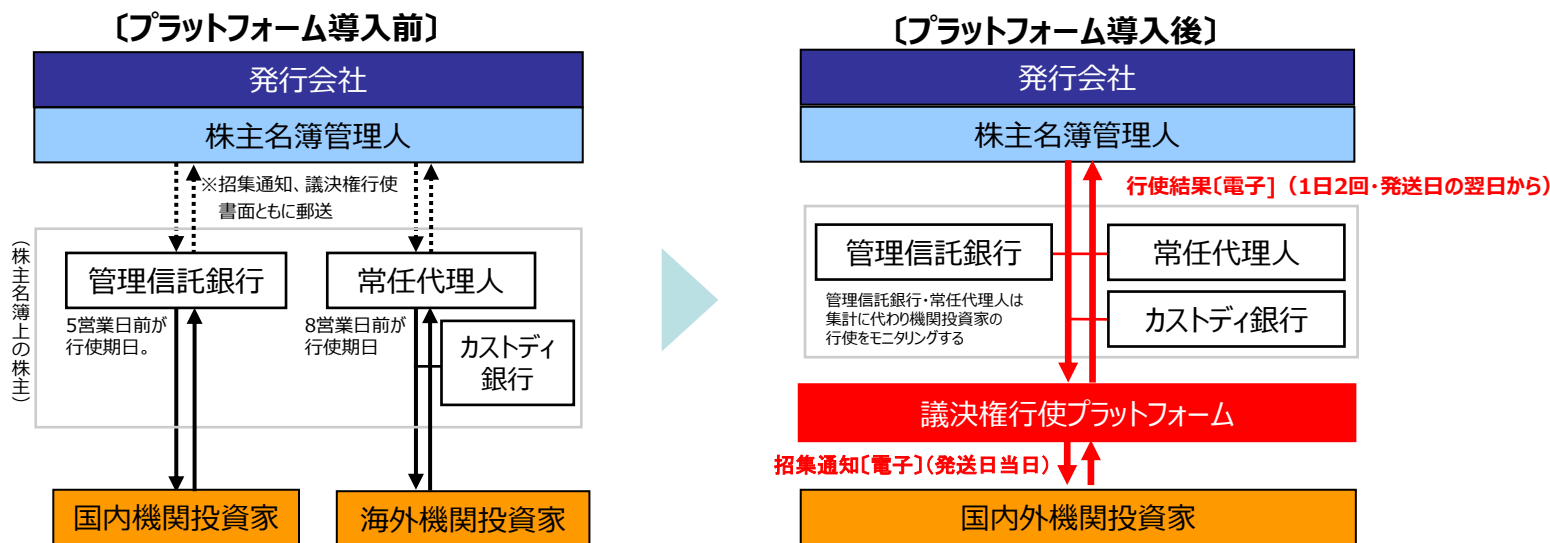 〔プラットフォーム導入前〕
発行会社
株主名簿管理人
※招集通知、議決権行使
書面ともに郵送
（株主名簿上の株主）
管理信託銀行
常任代理人
5営業日前が
行使期日。
8営業日前が
行使期日
カストディ
銀行
国内機関投資家
海外機関投資家
〔プラットフォーム導入後〕
発行会社
株主名簿管理人
行使結果〔電子］（1日2回・発送日の翌日から）
管理信託銀行
常任代理人
管理信託銀行・常任代理人は
集計に代わり機関投資家の
行使をモニタリングする
カストディ銀行
議決権行使プラットフォーム
招集通知〔電子〕（発送日当日）
国内外機関投資家